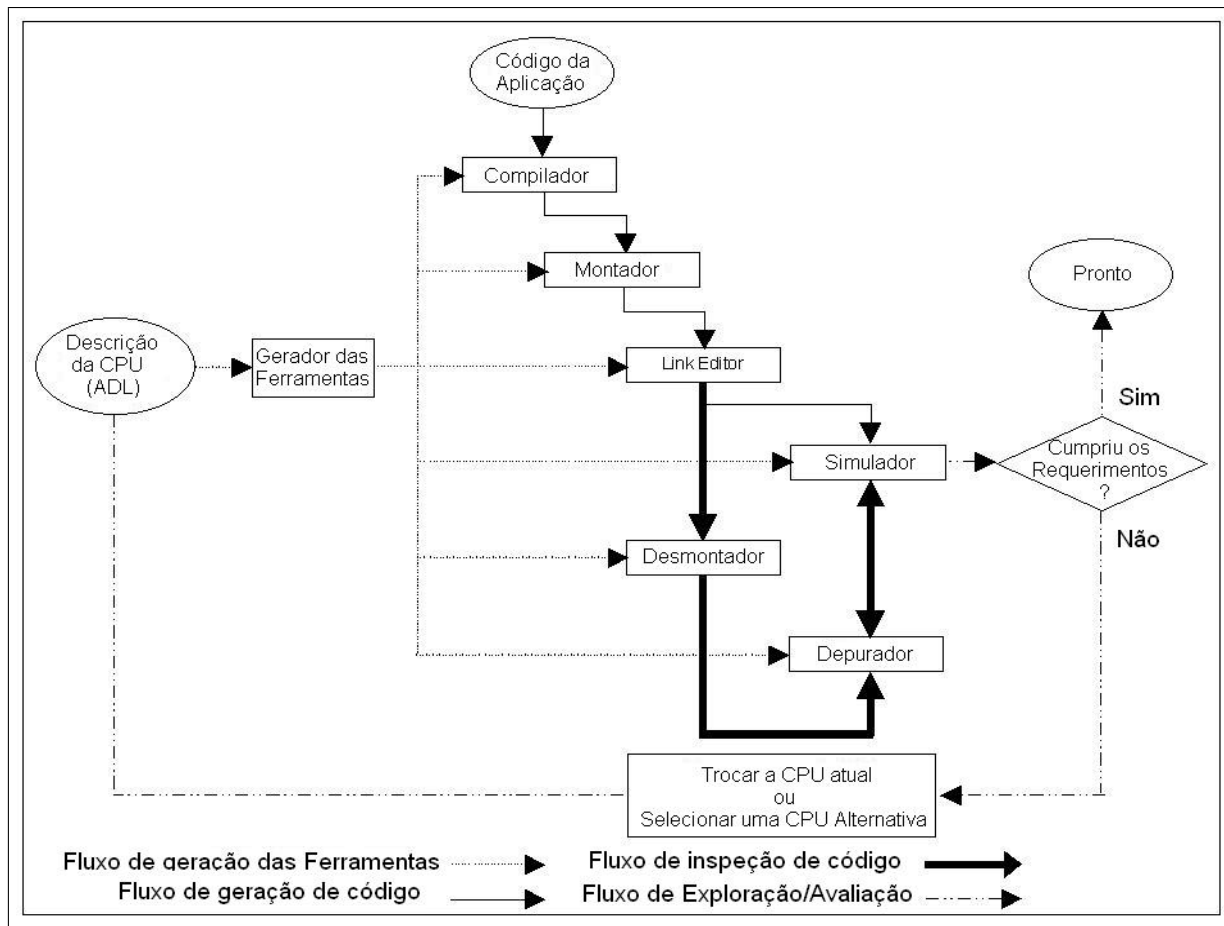 Código da
Aplicação
Compilador
Montador
Pronto
Descrição
da CPU
(ADL)
Gerador das
Ferramentas
Link Editor
Sim
Simulador
Cumpriu os
Requerimentos
?
Não
Desmontador
Depurador
Trocar a CPU atual
ou
Selecionar uma CPU Alternativa
Fluxo de geração das Ferramentas
Fluxo de inspeção de código
Fluxo de geração de código
Fluxo de Exploração/Avaliação